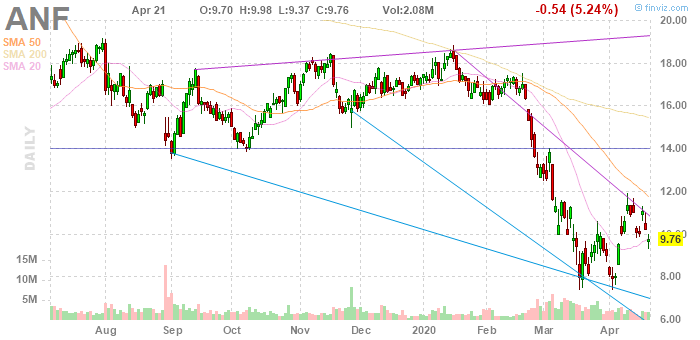 ANF
Apr 21
O:9.70 H:9.98 L:9.37 C:9.76
Vol:2.08M
-0.54 (5.24%)
© finviz.com
SMA 50
SMA 200
SMA 20
DAILY
20.00
18.00
16.00
14.00
12.00
10.00
9.76
8.00
6.00
15M
10M
5M
Aug Sep Oct Nov Dec 2020 Feb Mar Apr